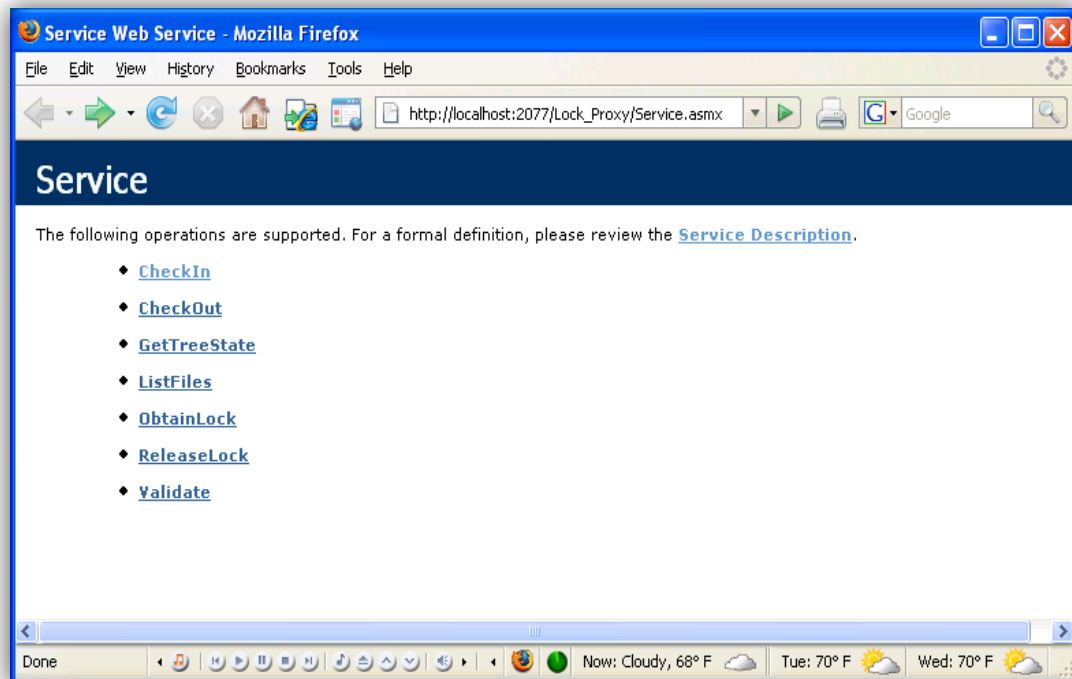 Service Web Service - Mozilla Firefox
File Edit View History Bookmarks Tools Help
http://localhost:2077/Lock_Proxy/Service.asmx
G Google
Service
The following operations are supported. For a formal definition, please review the Service Description.
CheckIn
CheckOut
GetTreeState
ListFiles
ObtainLock
ReleaseLock
Validate
Done Now: Cloudy, 68° F Tue: 70° F Wed: 70° F